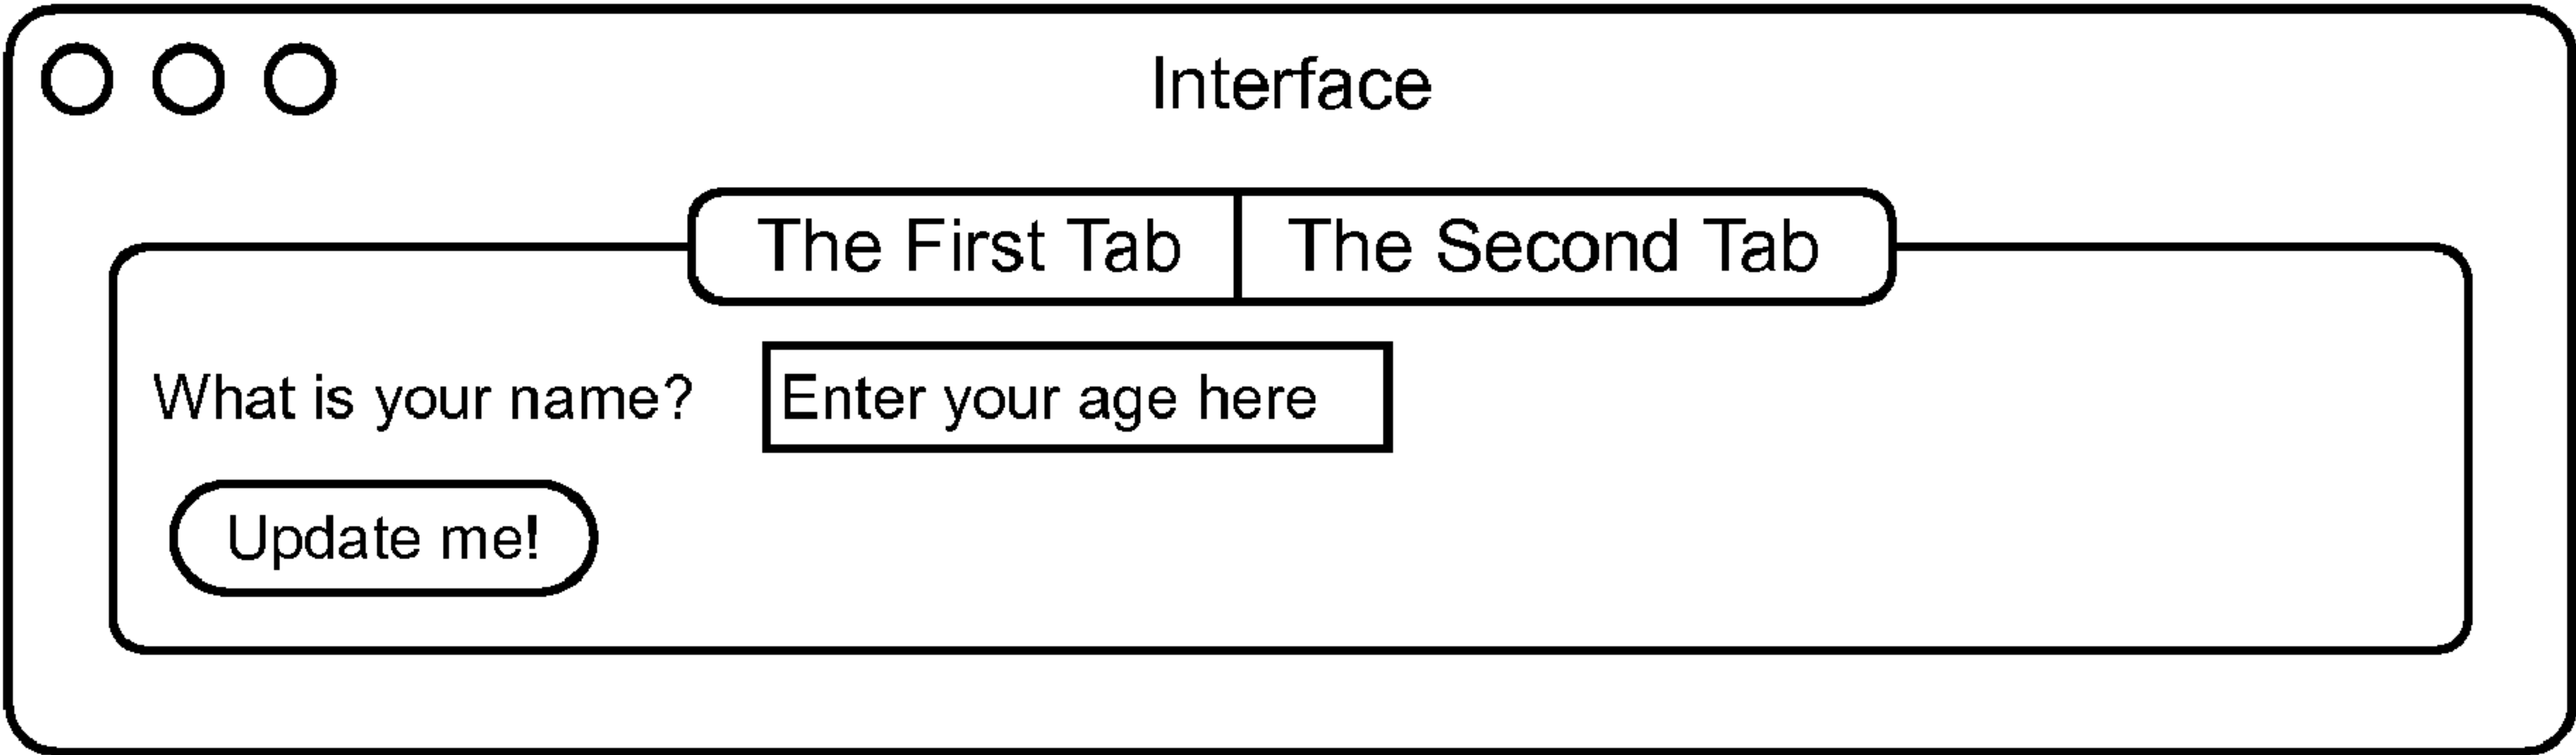 Interface
The First Tab The Second Tab
What is your name? Enter your age here
Update me!